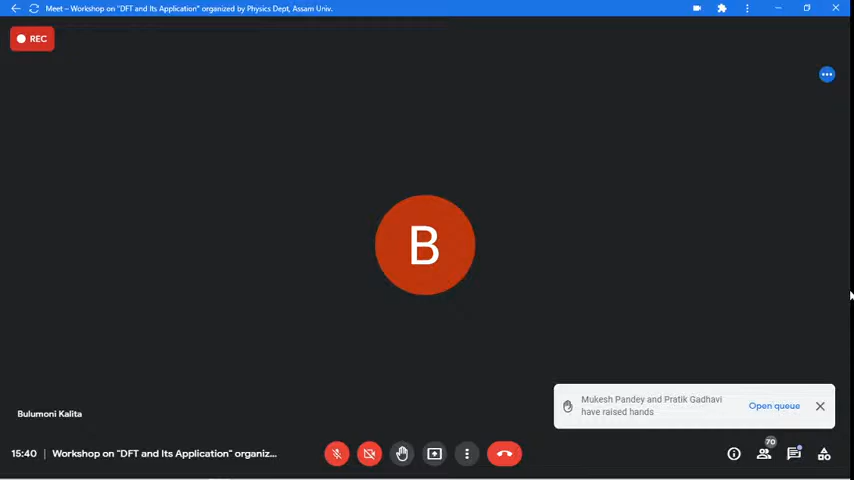 Meet – Workshop on "DFT and Its Application" organized by Physics Dept, Assam Univ.
REC
B
Mukesh Pandey and Pratik Gadhavi
have raised hands
Open queue
Bulumoni Kalita
15:40 | Workshop on "DFT and Its Application" organiz...
70